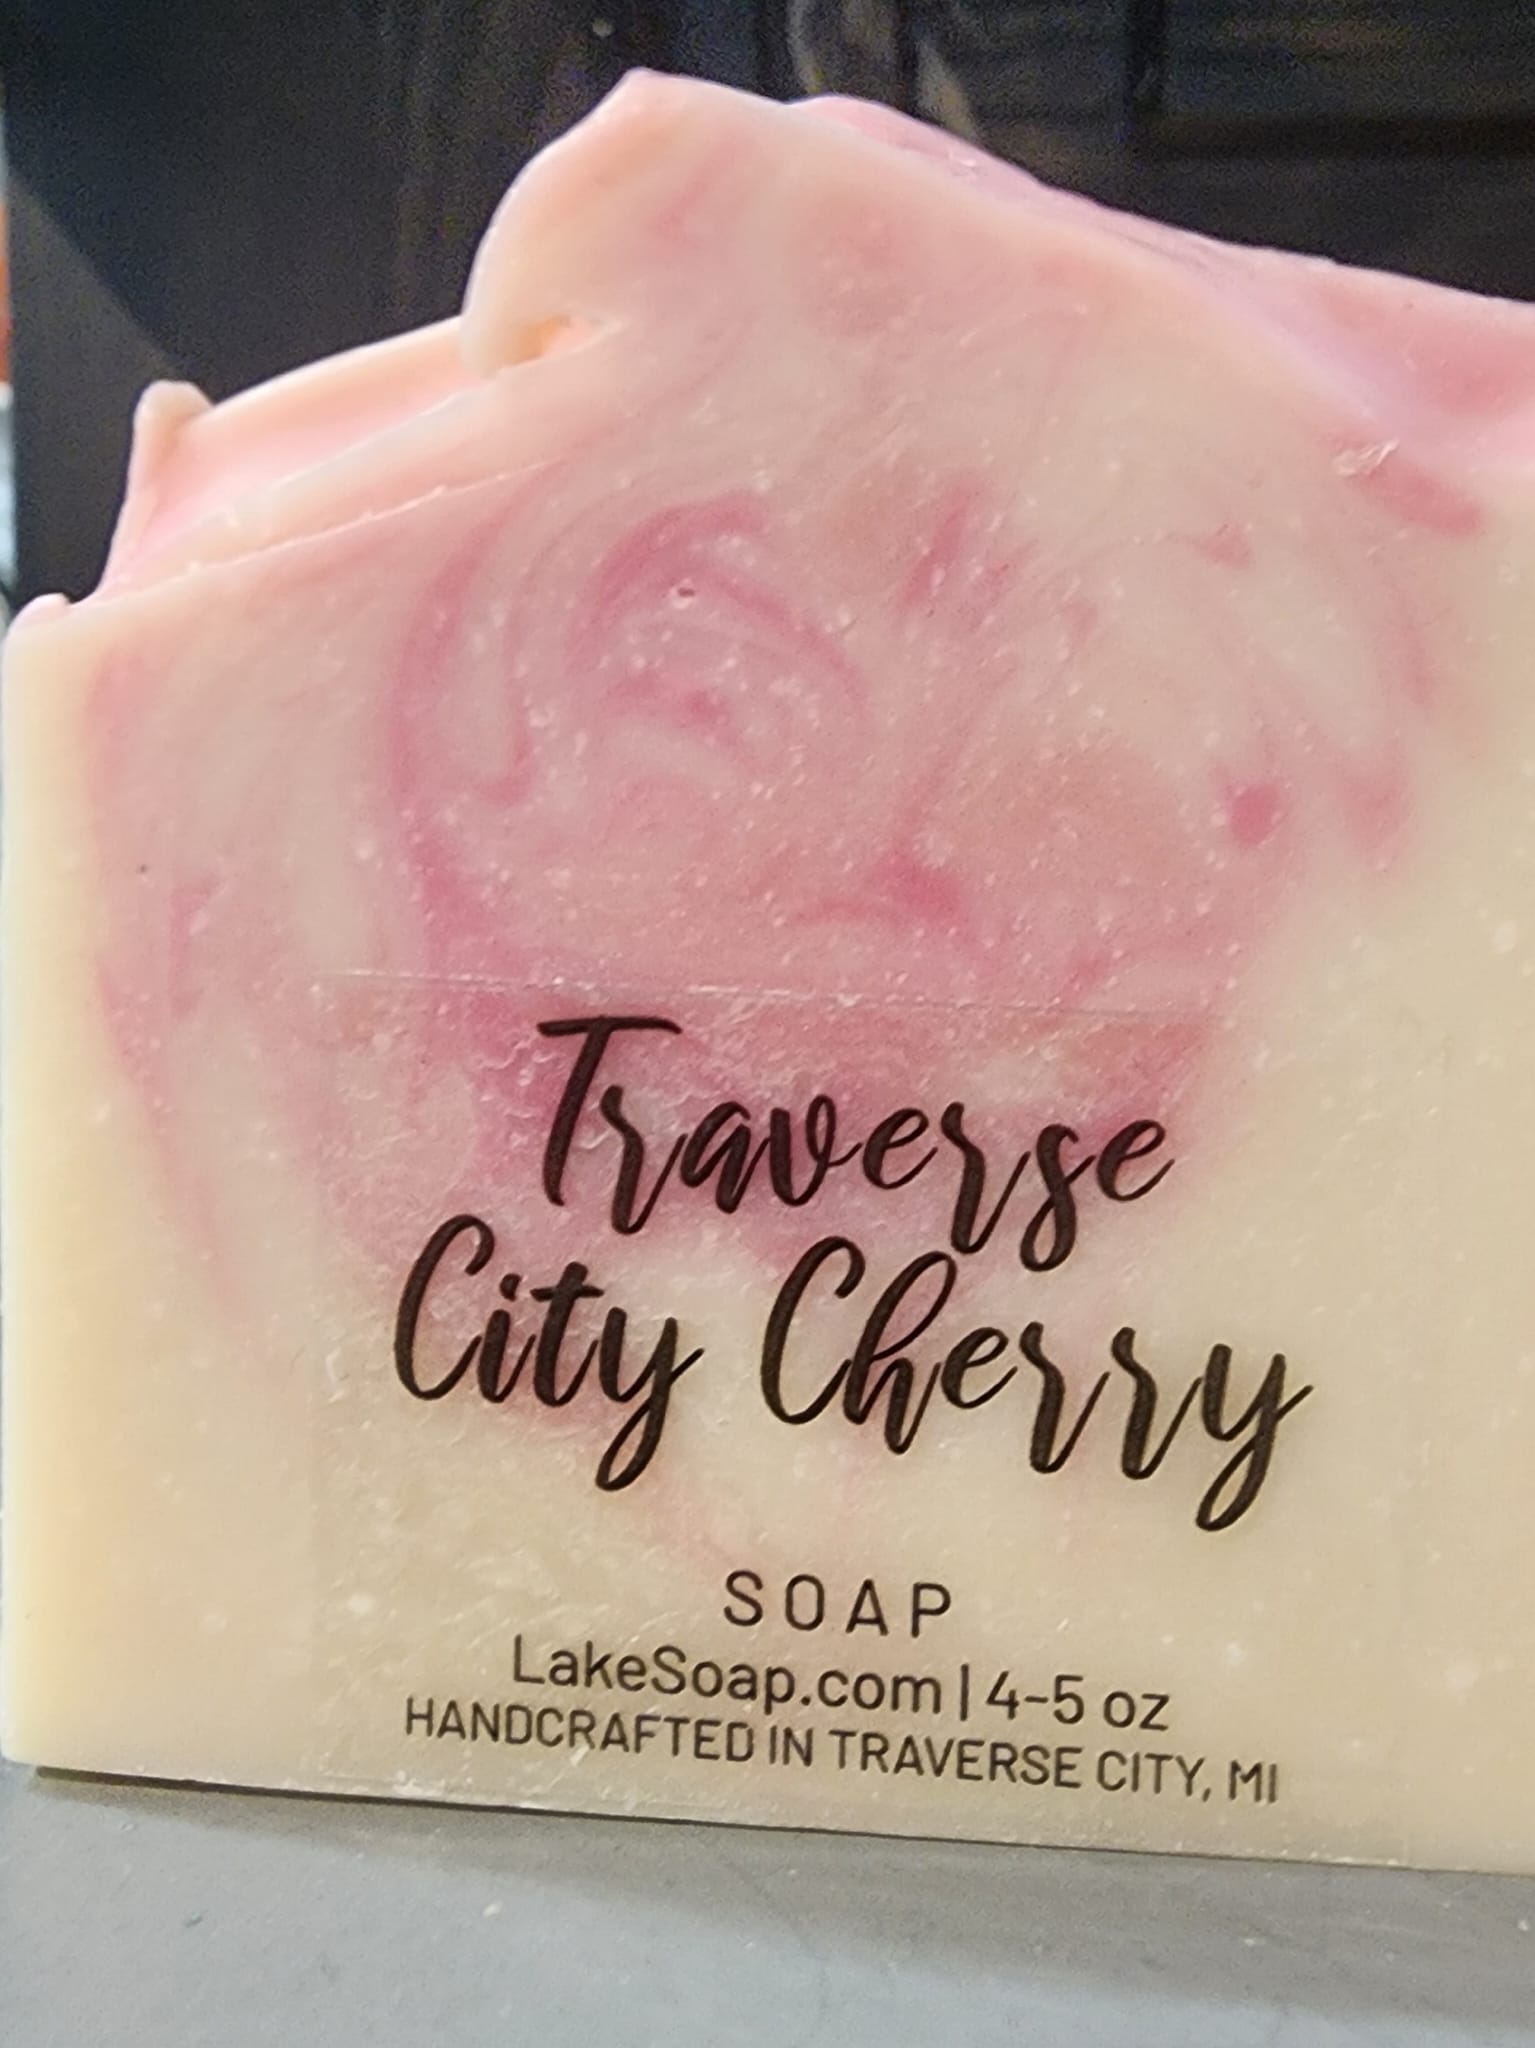 Traverse
City Cherry
SOAP
LakeSoap.com | 4-5 oz
HANDCRAFTED IN TRAVERSE CITY, MI